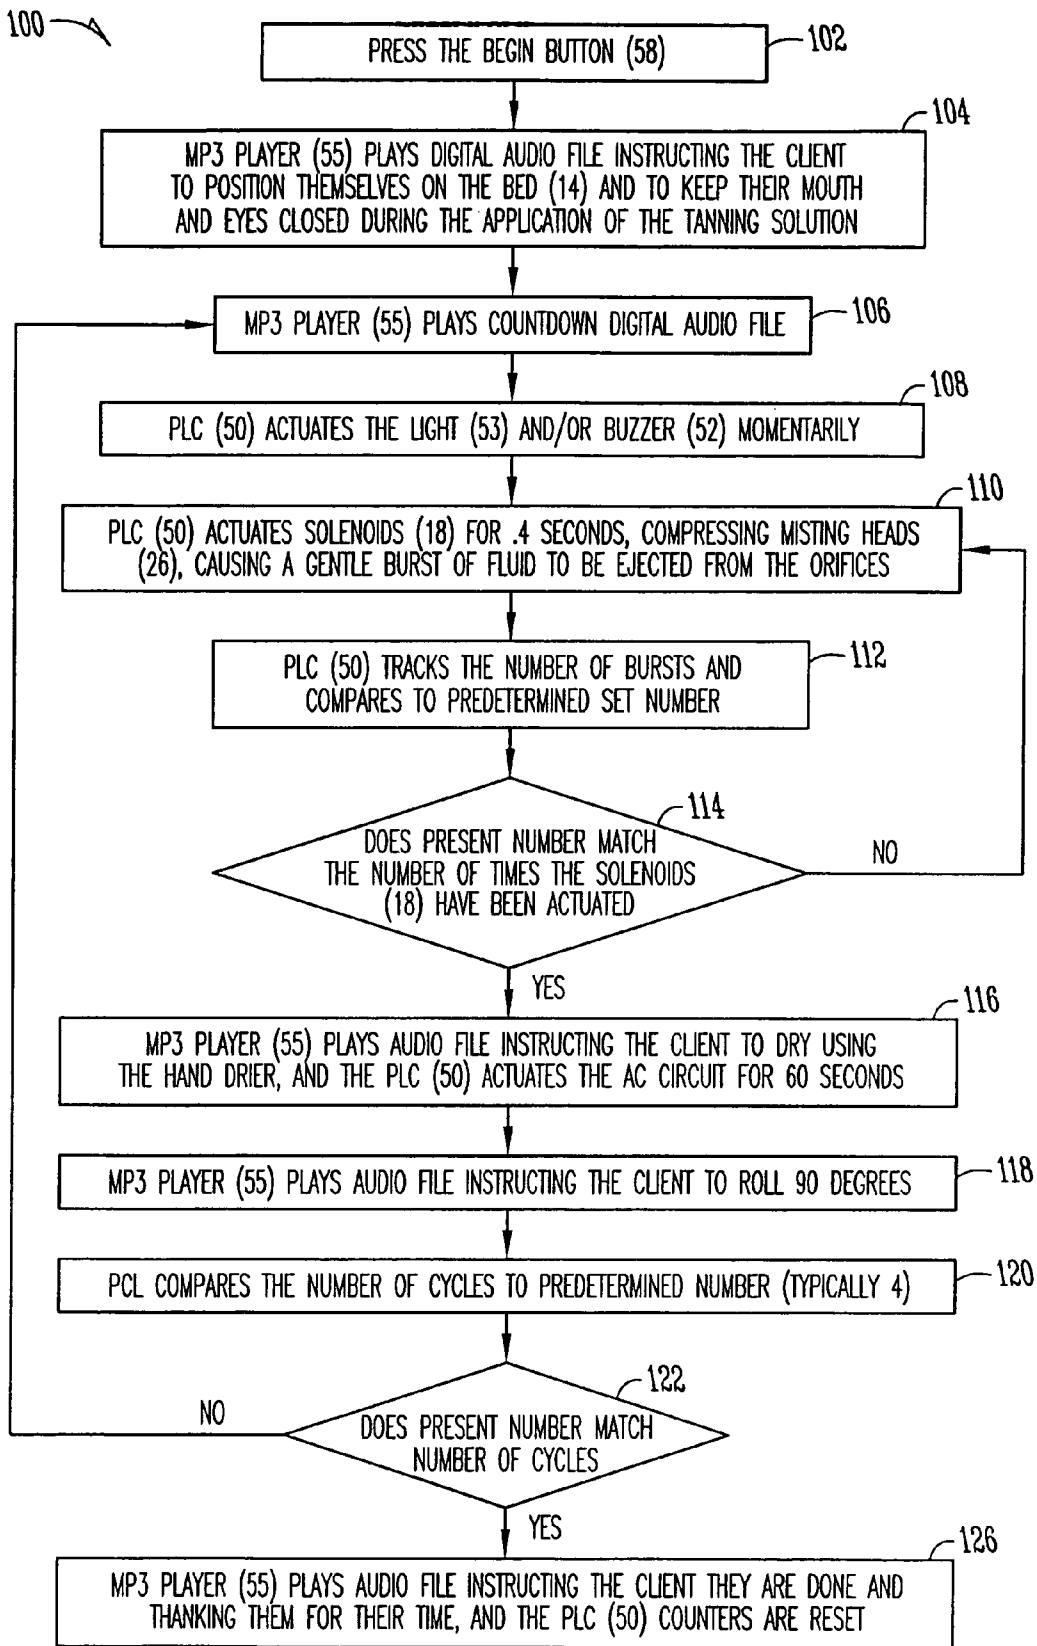 100
PRESS THE BEGIN BUTTON (58)
102
104
MP3 PLAYER (55) PLAYS DIGITAL AUDIO FILE INSTRUCTING THE CLIENT
TO POSITION THEMSELVES ON THE BED (14) AND TO KEEP THEIR MOUTH
AND EYES CLOSED DURING THE APPLICATION OF THE TANNING SOLUTION
MP3 PLAYER (55) PLAYS COUNTDOWN DIGITAL AUDIO FILE
106
108
PLC (50) ACTUATES THE LIGHT (53) AND/OR BUZZER (52) MOMENTARILY
110
PLC (50) ACTUATES SOLENOIDS (18) FOR .4 SECONDS, COMPRESSING MISTING HEADS
(26), CAUSING A GENTLE BURST OF FLUID TO BE EJECTED FROM THE ORIFICES
PLC (50) TRACKS THE NUMBER OF BURSTS AND
COMPARES TO PREDETERMINED SET NUMBER
112
114
DOES PRESENT NUMBER MATCH
THE NUMBER OF TIMES THE SOLENOIDS
(18) HAVE BEEN ACTUATED
NO
YES
116
MP3 PLAYER (55) PLAYS AUDIO FILE INSTRUCTING THE CLIENT TO DRY USING
THE HAND DRIER, AND THE PLC (50) ACTUATES THE AC CIRCUIT FOR 60 SECONDS
MP3 PLAYER (55) PLAYS AUDIO FILE INSTRUCTING THE CLIENT TO ROLL 90 DEGREES
118
PCL COMPARES THE NUMBER OF CYCLES TO PREDETERMINED NUMBER (TYPICALLY 4)
120
122
NO
DOES PRESENT NUMBER MATCH
NUMBER OF CYCLES
YES
126
MP3 PLAYER (55) PLAYS AUDIO FILE INSTRUCTING THE CLIENT THEY ARE DONE AND
THANKING THEM FOR THEIR TIME, AND THE PLC (50) COUNTERS ARE RESET